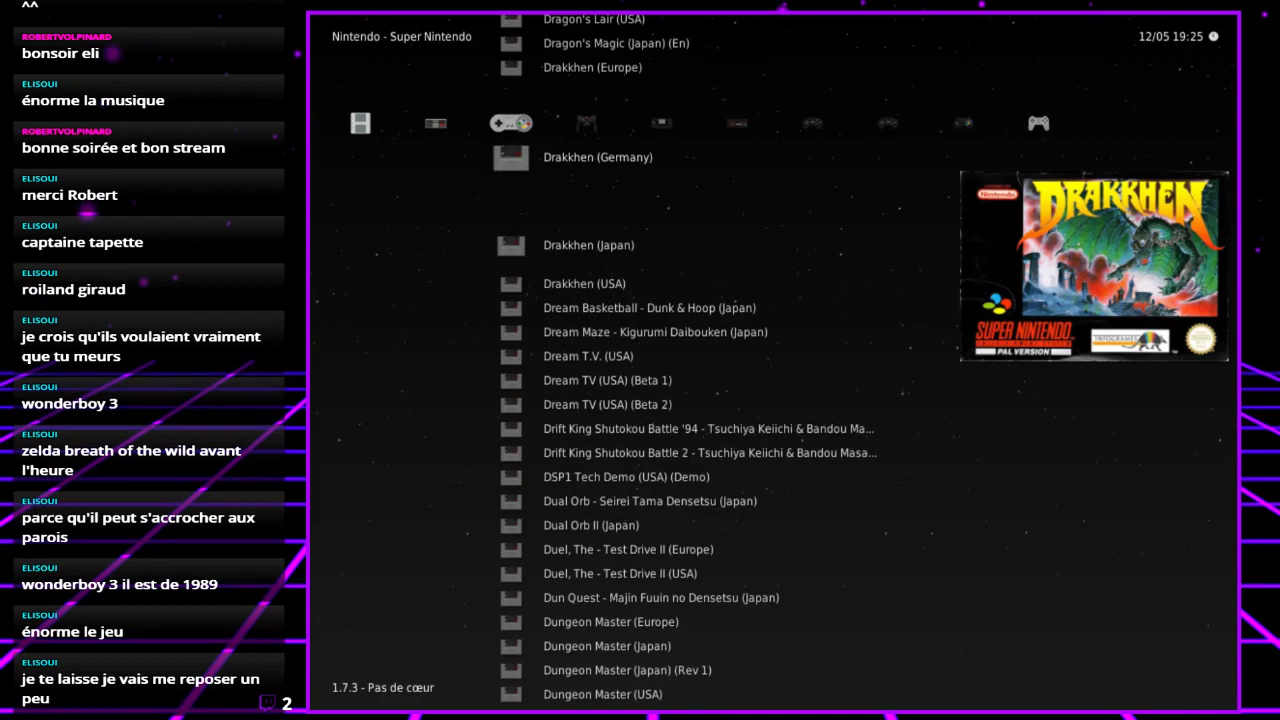 ^^
ROBERTVOLPINARD
bonsoir eli
ELISOUI
énorme la musique
ROBERTVOLPINARD
bonne soirée et bon stream
ELISOUI
merci Robert
ELISOUI
captaine tapette
ELISOUI
roiland giraud
ELISOUI
je crois qu'ils voulaient vraiment
que tu meurs
ELISOUI
wonderboy 3
ELISOUI
zelda breath of the wild avant
l'heure
ELISOUI
parce qu'il peut s'accrocher aux
parois
ELISOUI
wonderboy 3 il est de 1989
ELISOUI
énorme le jeu
ELISOUI
je te laisse je vais me reposer un
peu
2
Nintendo - Super Nintendo
12/05 19:25
Dragon's Lair (USA)
Dragon's Magic (Japan) (En)
Drakkhen (Europe)
Drakkhen (Germany)
Drakkhen (Japan)
Drakkhen (USA)
Dream Basketball - Dunk & Hoop (Japan)
Dream Maze - Kigurumi Daibouken (Japan)
Dream T.V. (USA)
Dream TV (USA) (Beta 1)
Dream TV (USA) (Beta 2)
Drift King Shutokou Battle '94 - Tsuchiya Keiichi & Bandou Ma...
Drift King Shutokou Battle 2 - Tsuchiya Keiichi & Bandou Masa...
DSP1 Tech Demo (USA) (Demo)
Dual Orb - Seirei Tama Densetsu (Japan)
Dual Orb II (Japan)
Duel, The - Test Drive II (Europe)
Duel, The - Test Drive II (USA)
Dun Quest - Majin Fuuin no Densetsu (Japan)
Dungeon Master (Europe)
Dungeon Master (Japan)
Dungeon Master (Japan) (Rev 1)
Dungeon Master (USA)
1.7.3 - Pas de cœur
Nintendo
DRAKKHEN
SUPER NINTENDO
PAL VERSION
INFOGRAMES